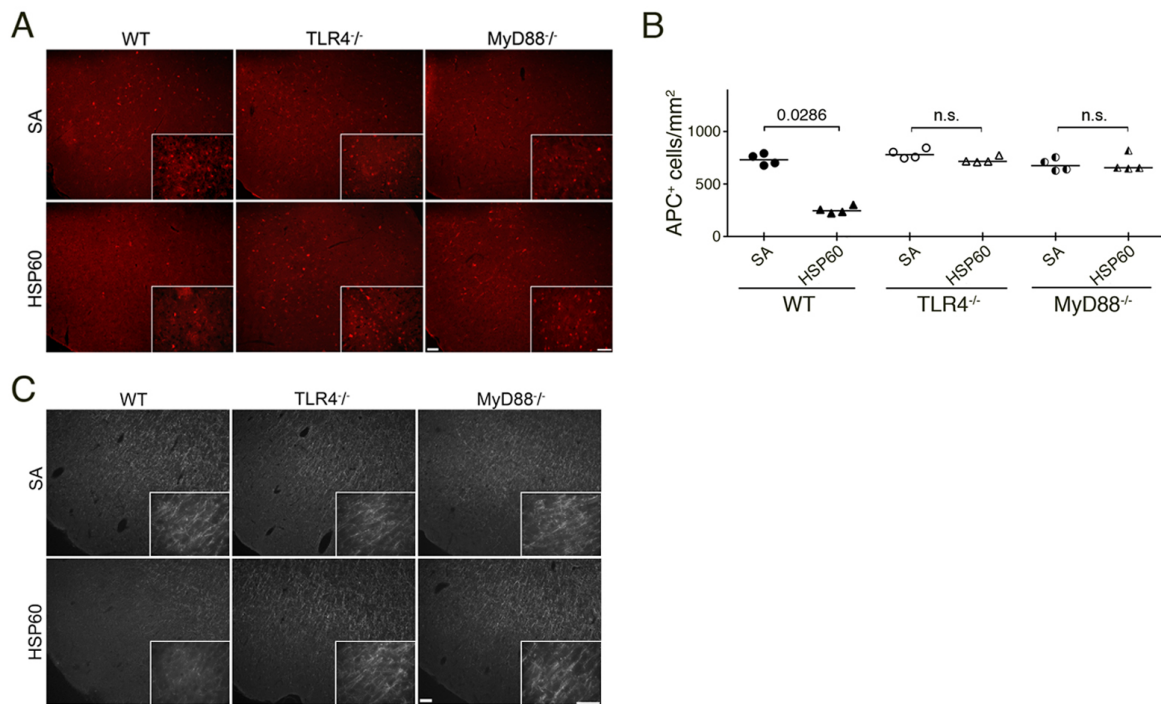 A
WT TLR4-/- MyD88-/-
SA
HSP60
B
APC+ cells/mm²
1000
500
0
0.0286 n.s. n.s.
SA HSP60 SA HSP60 SA HSP60
WT TLR4-/- MyD88-/-
C
WT TLR4-/- MyD88-/-
SA
HSP60